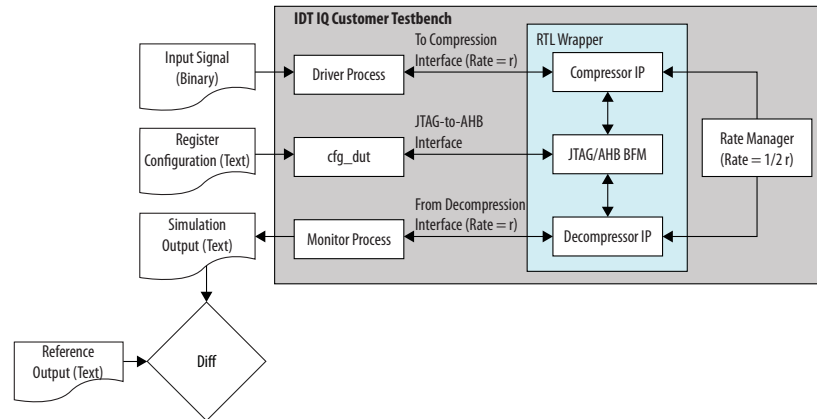 IDT IQ Customer Testbench
Input Signal
(Binary)
Driver Process
To Compression
Interface (Rate = r)
RTL Wrapper
Compressor IP
Register
Configuration (Text)
cfg_dut
JTAG-to-AHB
Interface
JTAG/AHB BFM
Rate Manager
(Rate = 1/2 r)
Simulation
Output (Text)
Monitor Process
From Decompression
Interface (Rate = r)
Decompressor IP
Reference
Output (Text)
Diff